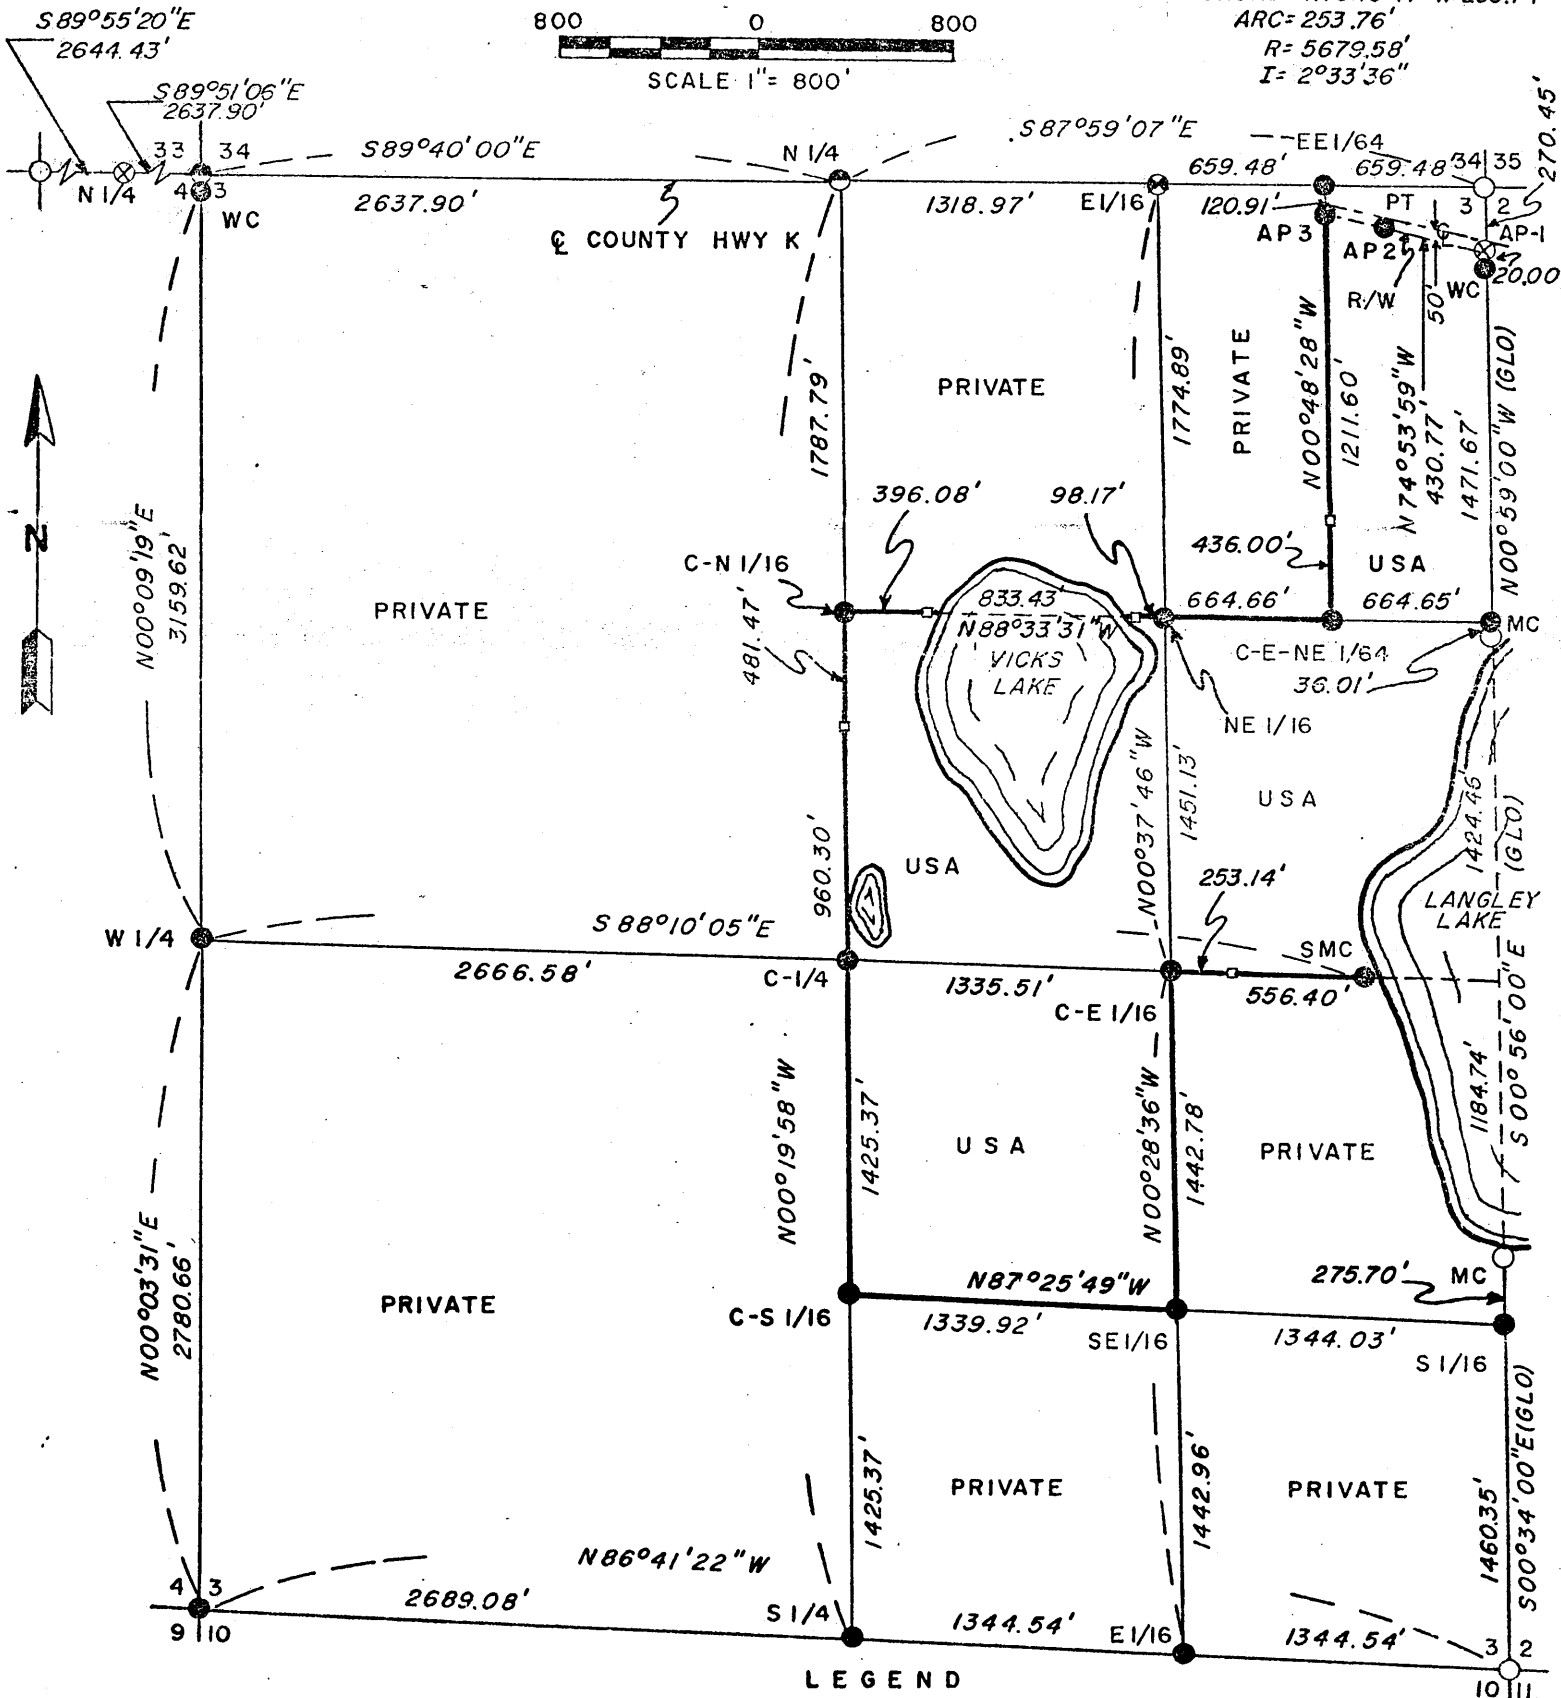 S89°55'20"E
2644.43'
S89°51'06"E
2637.90'
800 0 800
SCALE 1"= 800'
ARC= 253.76'
R= 5679.58'
I= 2°33'36"
270.45'
33 34
S89°40'00"E
N 1/4
S87°59'07"E
EE1/64
659.48'
659.48'
34 35
N 1/4
4 3
WC
2637.90'
℄ COUNTY HWY K
1318.97'
E1/16
120.91'
PT
3 2
AP-1
AP3
AP2
℄
R/W
50'
WC
20.00
N00°09'19"E
3159.62'
1787.79'
PRIVATE
1774.89'
PRIVATE
N00°48'28"W
1211.60'
N74°53'59"W
430.77'
1471.67'
N00°59'00"W (GLO)
N
396.08'
98.17'
436.00'
USA
C-N 1/16
PRIVATE
481.47'
833.43'
N88°33'31"W
VICKS
LAKE
664.66'
664.65'
MC
C-E-NE 1/64
36.01'
NE 1/16
N00°37'46"W
1451.13'
USA
1424.46'
960.30'
USA
253.14'
LANGLEY
LAKE
S00°56'00"E (GLO)
W 1/4
S88°10'05"E
2666.58'
C-1/4
1335.51'
C-E 1/16
SMC
556.40'
N00°19'58"W
1425.37'
USA
N00°28'36"W
1442.78'
PRIVATE
1184.74'
N00°03'31"E
2780.66'
PRIVATE
N87°25'49"W
275.70'
MC
C-S 1/16
1339.92'
SE1/16
1344.03'
S 1/16
1425.37'
PRIVATE
1442.96'
PRIVATE
1460.35'
S00°34'00"E(GLO)
N86°41'22"W
4 3
2689.08'
9 10
S 1/4
1344.54'
E1/16
1344.54'
3 2
10 11
LEGEND